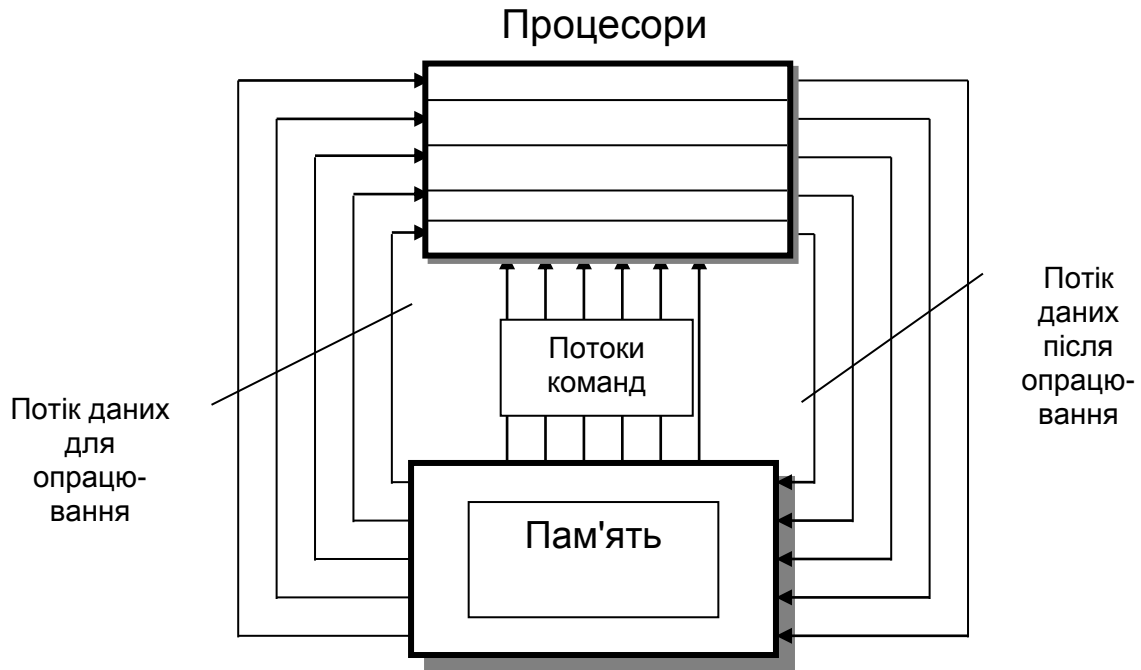 Процесори
Потоки
команд
Потік
даних
після
опрацю-
вання
Потік даних
для
опрацю-
вання
Пам'ять